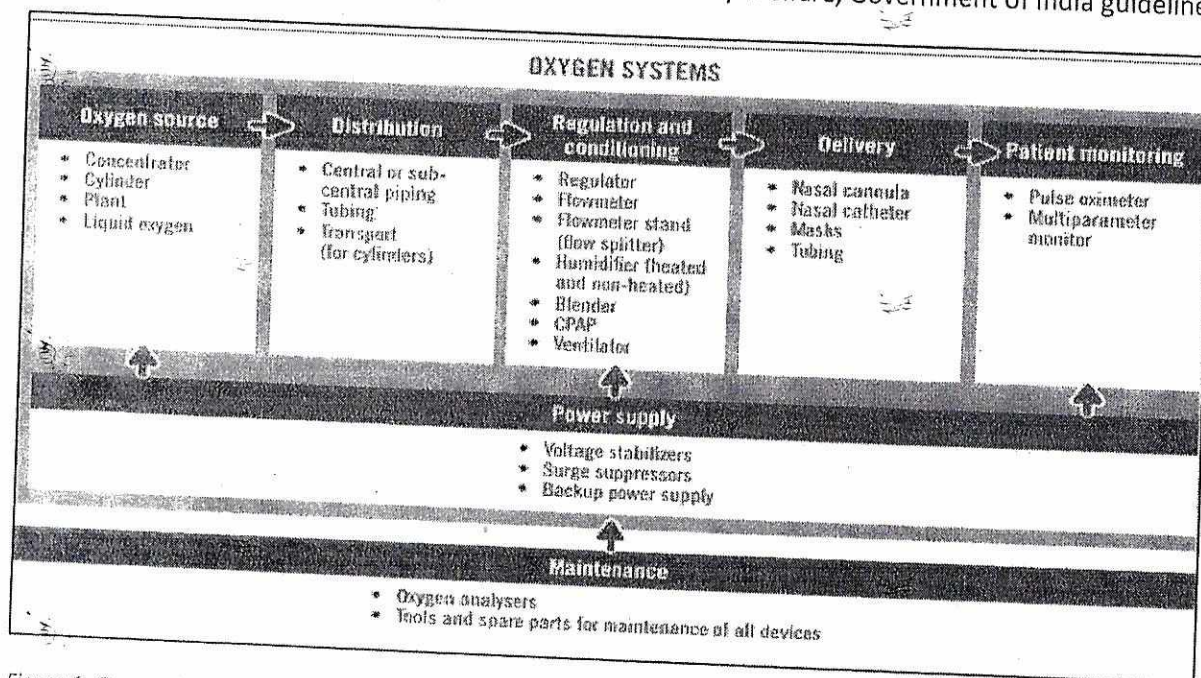 Government of India guideline
OXYGEN SYSTEMS
Oxygen source
* Concentrator
* Cylinder
* Plant
* Liquid oxygen
Distribution
* Central or sub-
central piping
* Tubing
* Transport
(for cylinders)
Regulation and
conditioning
* Regulator
* Flowmeter
* Flowmeter stand
(flow splitter)
* Humidifier (heated
and non-heated)
* Blender
* CPAP
* Ventilator
Delivery
* Nasal cannula
* Nasal catheter
* Masks
* Tubing
Patient monitoring
* Pulse oximeter
* Multiparameter
monitor
Power supply
* Voltage stabilizers
* Surge suppressors
* Backup power supply
Maintenance
* Oxygen analysers
* Tools and spare parts for maintenance of all devices